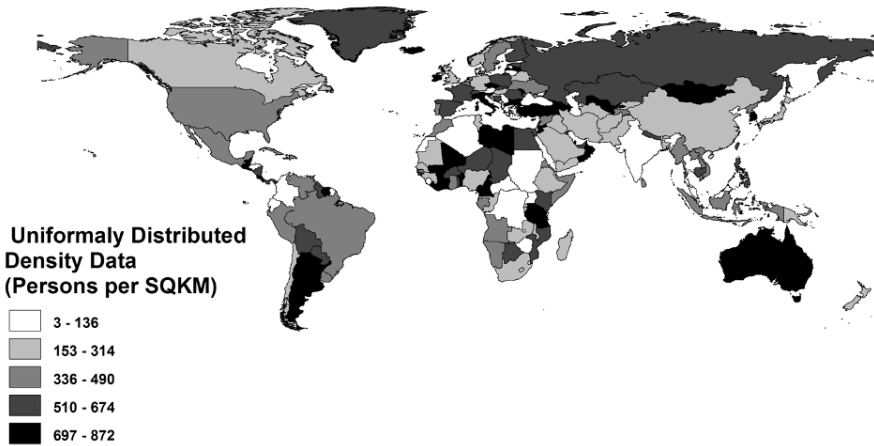 Uniformaly Distributed
Density Data
(Persons per SQKM)
3 - 136
153 - 314
336 - 490
510 - 674
697 - 872